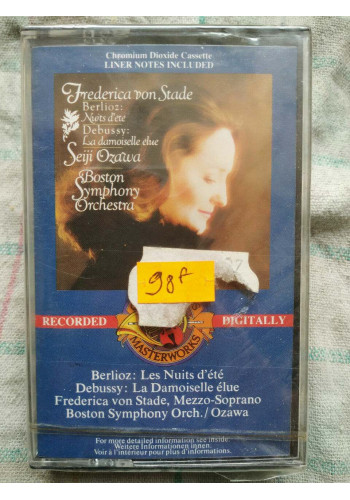 Chromium Dioxide Cassette
LINER NOTES INCLUDED
Frederica von Stade
Berlioz:
Nuits d'été
Debussy:
La damoiselle élue
Seiji Ozawa
Boston
Symphony
Orchestra
98F
RECORDED DIGITALLY
MASTERWORKS
Berlioz: Les Nuits d'été
Debussy: La Damoiselle élue
Frederica von Stade, Mezzo-Soprano
Boston Symphony Orch./Ozawa
For more detailed information see inside
Weitere Informationen innen.
Voir à l'intérieur pour plus d'informations.